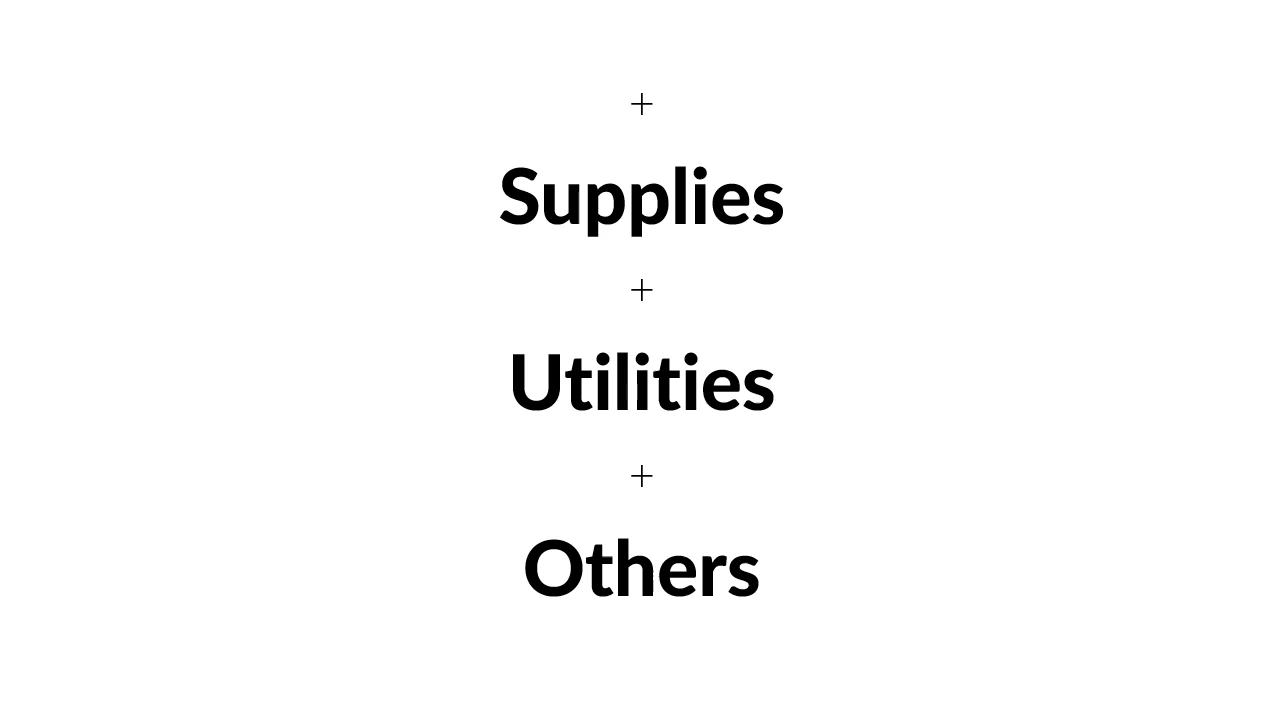 +
Supplies
+
Utilities
+
Others